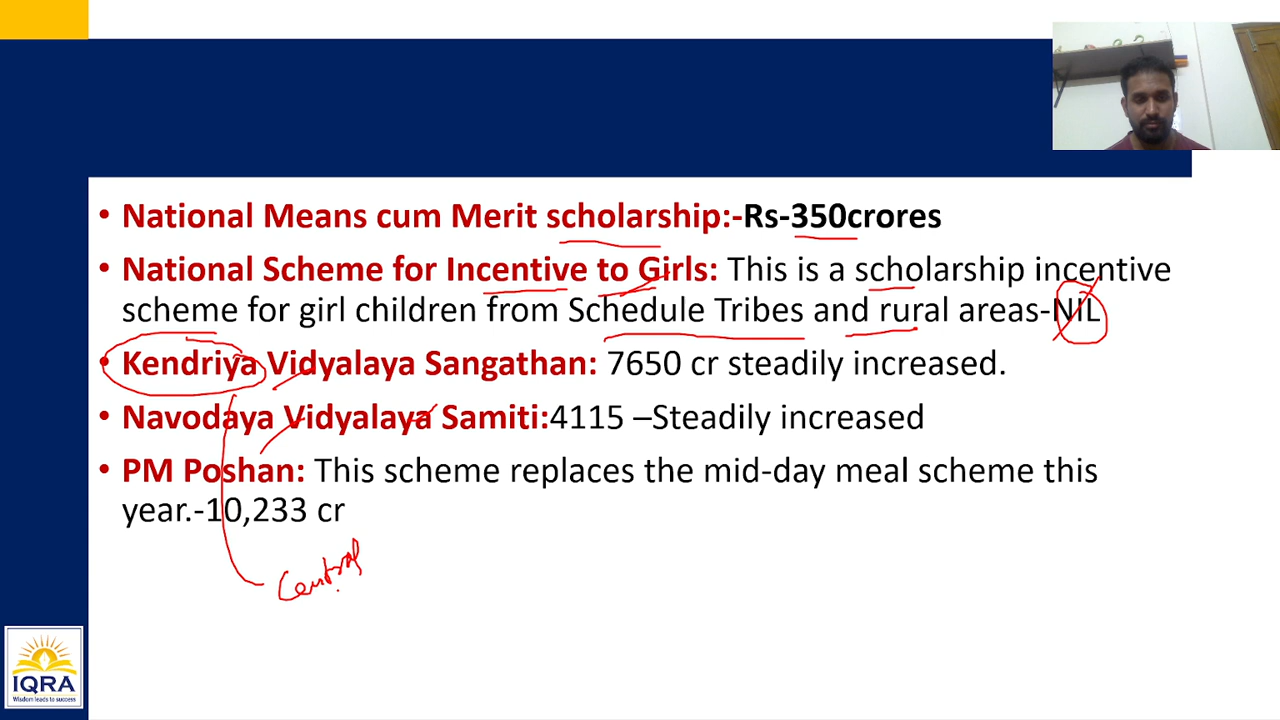 • National Means cum Merit scholarship:-Rs-350crores
• National Scheme for Incentive to Girls: This is a scholarship incentive
scheme for girl children from Schedule Tribes and rural areas-NIL
• Kendriya Vidyalaya Sangathan: 7650 cr steadily increased.
• Navodaya Vidyalaya Samiti:4115 –Steadily increased
• PM Poshan: This scheme replaces the mid-day meal scheme this
year.-10,233 cr
Central
IQRA
Wisdom leads to success